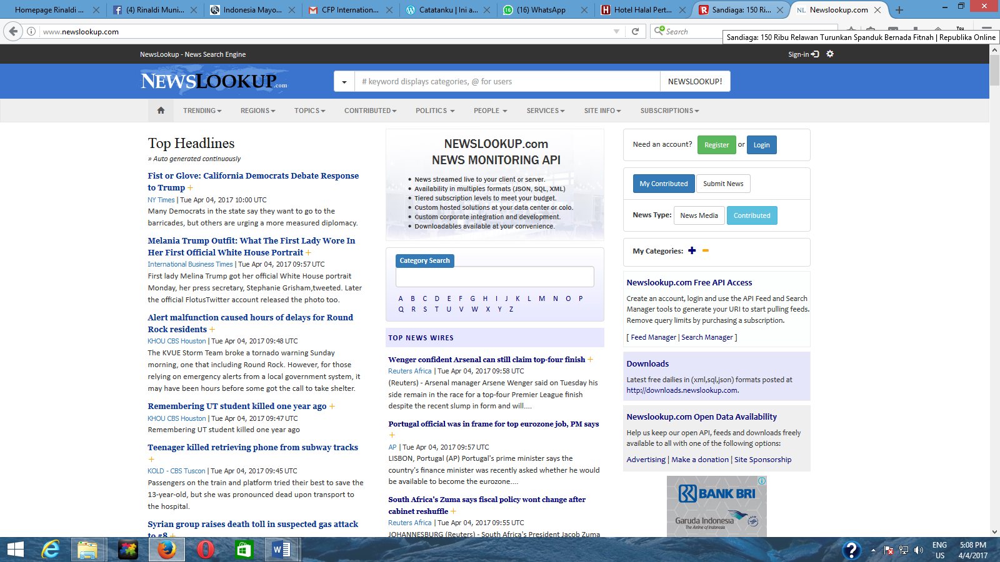 Homepage Rinaldi ...
(4) Rinaldi Muni...
Indonesia Mayo...
CFP Internation...
Catatanku | Ini a...
(16) WhatsApp
Hotel Halal Pert...
Sandiaga: 150 Ri...
NL Newslookup.com
www.newslookup.com
Search
Sandiaga: 150 Ribu Relawan Turunkan Spanduk Bernada Fitnah | Republika Online
NewsLookup - News Search Engine
Sign-in
NEWSLOOKUP.com
# keyword displays categories, @ for users
NEWSLOOKUP!
TRENDING REGIONS TOPICS CONTRIBUTED POLITICS PEOPLE SERVICES SITE INFO SUBSCRIPTIONS
Top Headlines
» Auto generated continuously
Fist or Glove: California Democrats Debate Response
to Trump +
NY Times | Tue Apr 04, 2017 10:00 UTC
Many Democrats in the state say they want to go to the
barricades, but others are urging a more measured diplomacy.
Melania Trump Outfit: What The First Lady Wore In
Her First Official White House Portrait +
International Business Times | Tue Apr 04, 2017 09:57 UTC
First lady Melina Trump got her official White House portrait
Monday, her press secretary, Stephanie Grisham,tweeted. Later
the official FlotusTwitter account released the photo too.
Alert malfunction caused hours of delays for Round
Rock residents +
KHOU CBS Houston | Tue Apr 04, 2017 09:48 UTC
The KVUE Storm Team broke a tornado warning Sunday
morning, one that including Round Rock. However, for those
relying on emergency alerts from a local government system, it
may have been hours before some got the call to take shelter.
Remembering UT student killed one year ago +
KHOU CBS Houston | Tue Apr 04, 2017 09:47 UTC
Remembering UT student killed one year ago
Teenager killed retrieving phone from subway tracks
+
KOLD - CBS Tuscon | Tue Apr 04, 2017 09:45 UTC
Passengers on the train and platform tried their best to save the
13-year-old, but she was pronounced dead upon transport to
the hospital.
Syrian group raises death toll in suspected gas attack
to 58 +
NEWSLOOKUP.com
NEWS MONITORING API
• News streamed live to your client or server.
• Availability in multiples formats (JSON, SQL, XML)
• Tiered subscription levels to meet your budget.
• Custom hosted solutions at your data center or colo.
• Custom corporate integration and development.
• Downloadables available at your convenience.
Category Search
A B C D E F G H I J K L M N O P
Q R S T U V W X Y Z
TOP NEWS WIRES
Wenger confident Arsenal can still claim top-four finish +
Reuters Africa | Tue Apr 04, 2017 09:58 UTC
(Reuters) - Arsenal manager Arsene Wenger said on Tuesday his
side remain in the race for a top-four Premier League finish
despite the recent slump in form and will....
Portugal official was in frame for top eurozone job, PM says
+
AP | Tue Apr 04, 2017 09:57 UTC
LISBON, Portugal (AP) Portugal's prime minister says the
country's finance minister was recently asked whether he would
be available to become the eurozone....
South Africa's Zuma says fiscal policy wont change after
cabinet reshuffle +
Reuters Africa | Tue Apr 04, 2017 09:55 UTC
JOHANNESBURG (Reuters) - South Africa's President Jacob Zuma
Need an account? Register or Login
My Contributed Submit News
News Type: News Media Contributed
My Categories:
Newslookup.com Free API Access
Create an account, login and use the API Feed and Search
Manager tools to generate your URI to start pulling feeds.
Remove query limits by purchasing a subscription.
[ Feed Manager | Search Manager ]
Downloads
Latest free dailies in (xml,sql,json) formats posted at
http://downloads.newslookup.com.
Newslookup.com Open Data Availability
Help us keep our open API, feeds and downloads freely
available to all with one of the following options:
Advertising | Make a donation | Site Sponsorship
BANK BRI
Garuda Indonesia
The Airline of Indonesia
ENG
US
5:08 PM
4/4/2017